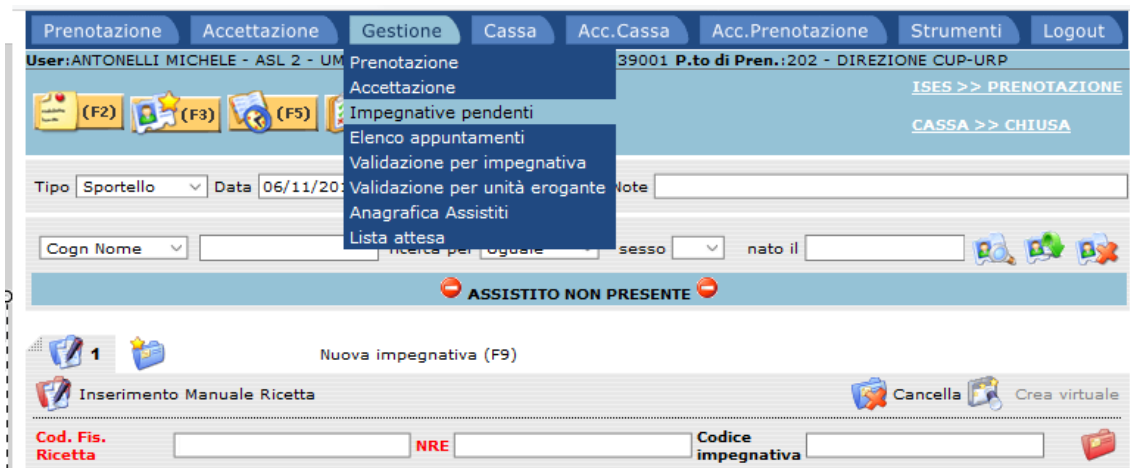 Prenotazione Accettazione Gestione Cassa Acc.Cassa Acc.Prenotazione Strumenti Logout
User:ANTONELLI MICHELE - ASL 2 - UM 39001 P.to di Pren.:202 - DIREZIONE CUP-URP
Prenotazione
Accettazione
Impegnative pendenti
Elenco appuntamenti
Validazione per impegnativa
Validazione per unità erogante
Anagrafica Assistiti
Lista attesa
(F2) (F3) (F5)
ISES >> PRENOTAZIONE
CASSA >> CHIUSA
Tipo Sportello Data 06/11/201 Note
Cogn Nome ricerca per Uguale sesso nato il
ASSISTITO NON PRESENTE
1 Nuova impegnativa (F9)
Inserimento Manuale Ricetta Cancella Crea virtuale
Cod. Fis.
Ricetta NRE Codice
impegnativa